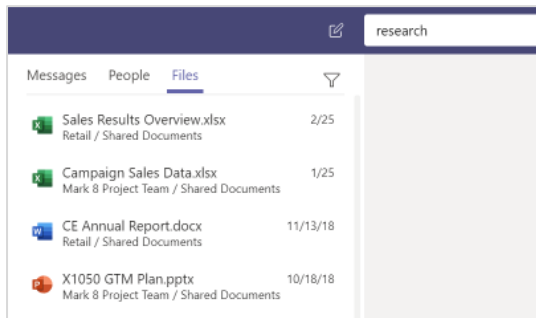 research
Messages People Files
Sales Results Overview.xlsx 2/25
Retail / Shared Documents
Campaign Sales Data.xlsx 1/25
Mark 8 Project Team / Shared Documents
CE Annual Report.docx 11/13/18
Retail / Shared Documents
X1050 GTM Plan.pptx 10/18/18
Mark 8 Project Team / Shared Documents